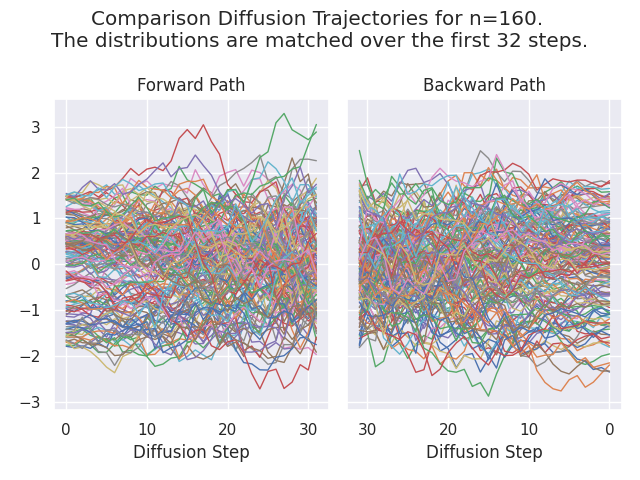 Comparison Diffusion Trajectories for n=160.
The distributions are matched over the first 32 steps.
Forward Path
Backward Path
3
2
1
0
−1
−2
−3
0 10 20 30
30 20 10 0
Diffusion Step
Diffusion Step